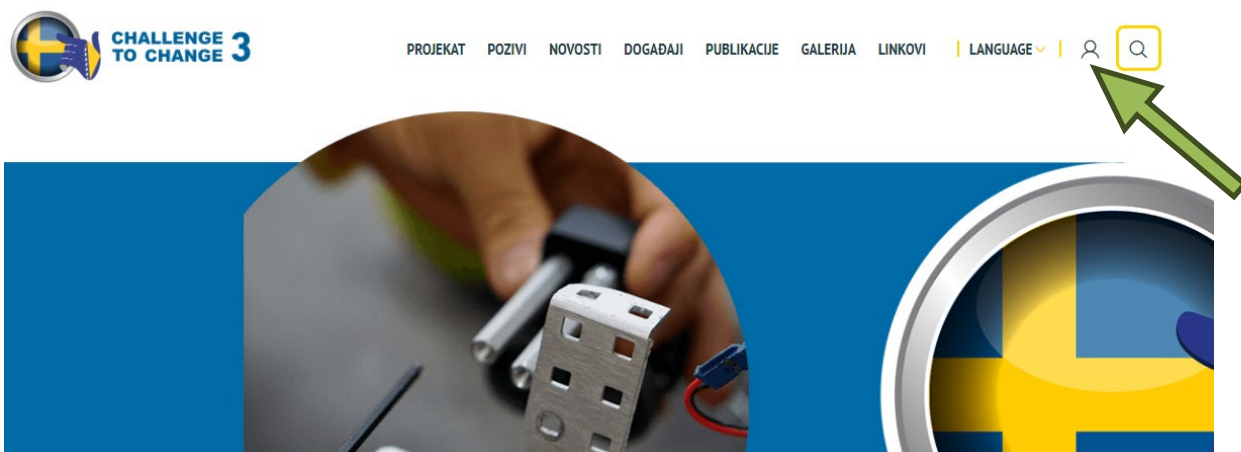 CHALLENGE
TO CHANGE 3
PROJEKAT POZIVI NOVOSTI DOGAĐAJI PUBLIKACIJE GALERIJA LINKOVI LANGUAGE